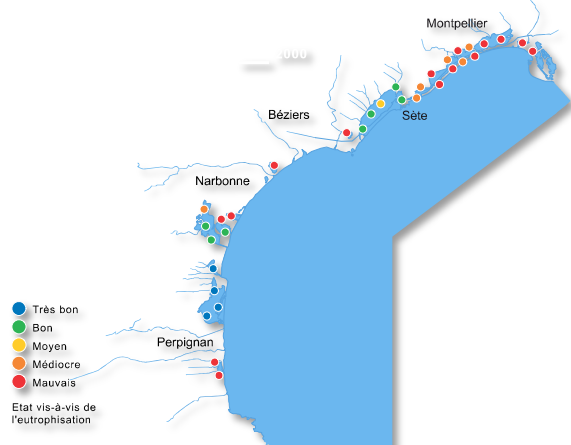 Montpellier
Béziers
Sète
Narbonne
Perpignan
Très bon
Bon
Moyen
Médiocre
Mauvais
Etat vis-à-vis de
l'eutrophisation